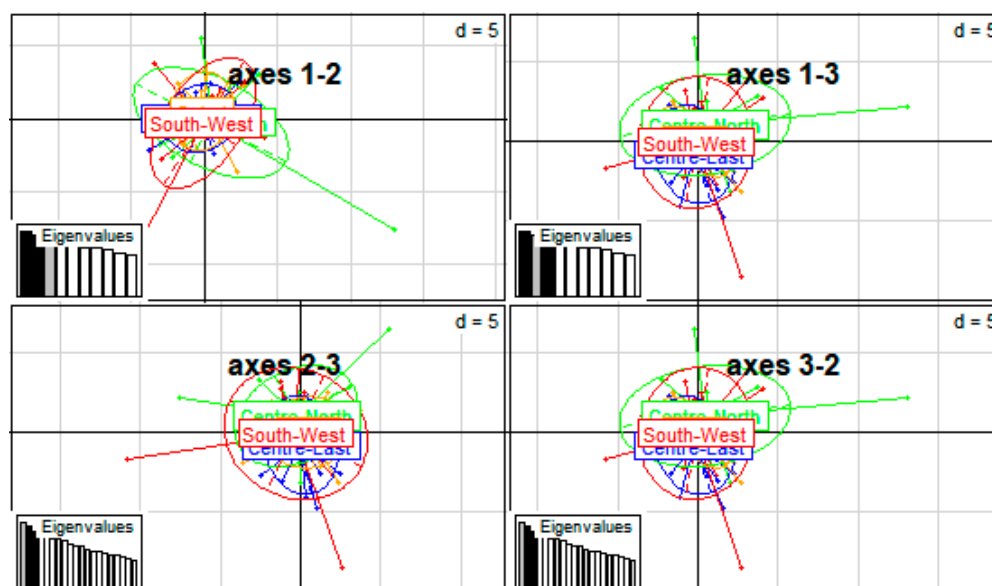 d = 5
axes 1-2
South-West
Eigenvalues
d = 5
axes 1-3
Centre-North
South-West
Centre-East
Eigenvalues
d = 5
axes 2-3
Centre-North
South-West
Centre-East
Eigenvalues
d = 5
axes 3-2
Centre-North
South-West
Centre-East
Eigenvalues